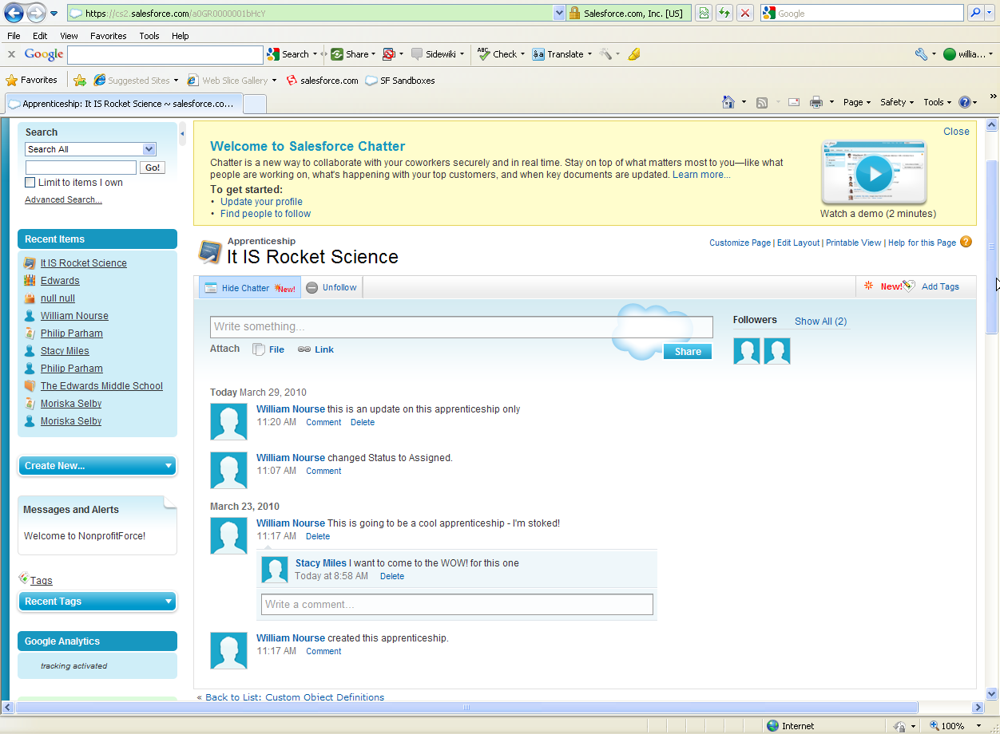 https://cs2.salesforce.com/a0GR0000001bHcY
Salesforce.com, Inc. [US]
Google
File Edit View Favorites Tools Help
x Google
Search
Share
Sidewiki
ABC Check
aä Translate
willia...
Favorites
Suggested Sites
Web Slice Gallery
salesforce.com
SF Sandboxes
Apprenticeship: It IS Rocket Science ~ salesforce.co...
Page Safety Tools
»
Search
Search All
Go!
Limit to items I own
Advanced Search...
Recent Items
It IS Rocket Science
Edwards
null null
William Nourse
Philip Parham
Stacy Miles
Philip Parham
The Edwards Middle School
Moriska Selby
Moriska Selby
Create New...
Messages and Alerts
Welcome to NonprofitForce!
Tags
Recent Tags
Google Analytics
tracking activated
Close
Welcome to Salesforce Chatter
Chatter is a new way to collaborate with your coworkers securely and in real time. Stay on top of what matters most to you—like what
people are working on, what's happening with your top customers, and when key documents are updated. Learn more...
To get started:
• Update your profile
• Find people to follow
Watch a demo (2 minutes)
Apprenticeship
It IS Rocket Science
Customize Page | Edit Layout | Printable View | Help for this Page ?
Hide Chatter New!
Unfollow
New! Add Tags
Write something...
Attach File Link
Share
Followers Show All (2)
Today March 29, 2010
William Nourse this is an update on this apprenticeship only
11:20 AM Comment Delete
William Nourse changed Status to Assigned.
11:07 AM Comment
March 23, 2010
William Nourse This is going to be a cool apprenticeship - I'm stoked!
11:17 AM Delete
Stacy Miles I want to come to the WOW! for this one
Today at 8:58 AM Delete
Write a comment...
William Nourse created this apprenticeship.
11:17 AM Comment
« Back to List: Custom Object Definitions
Internet
100%